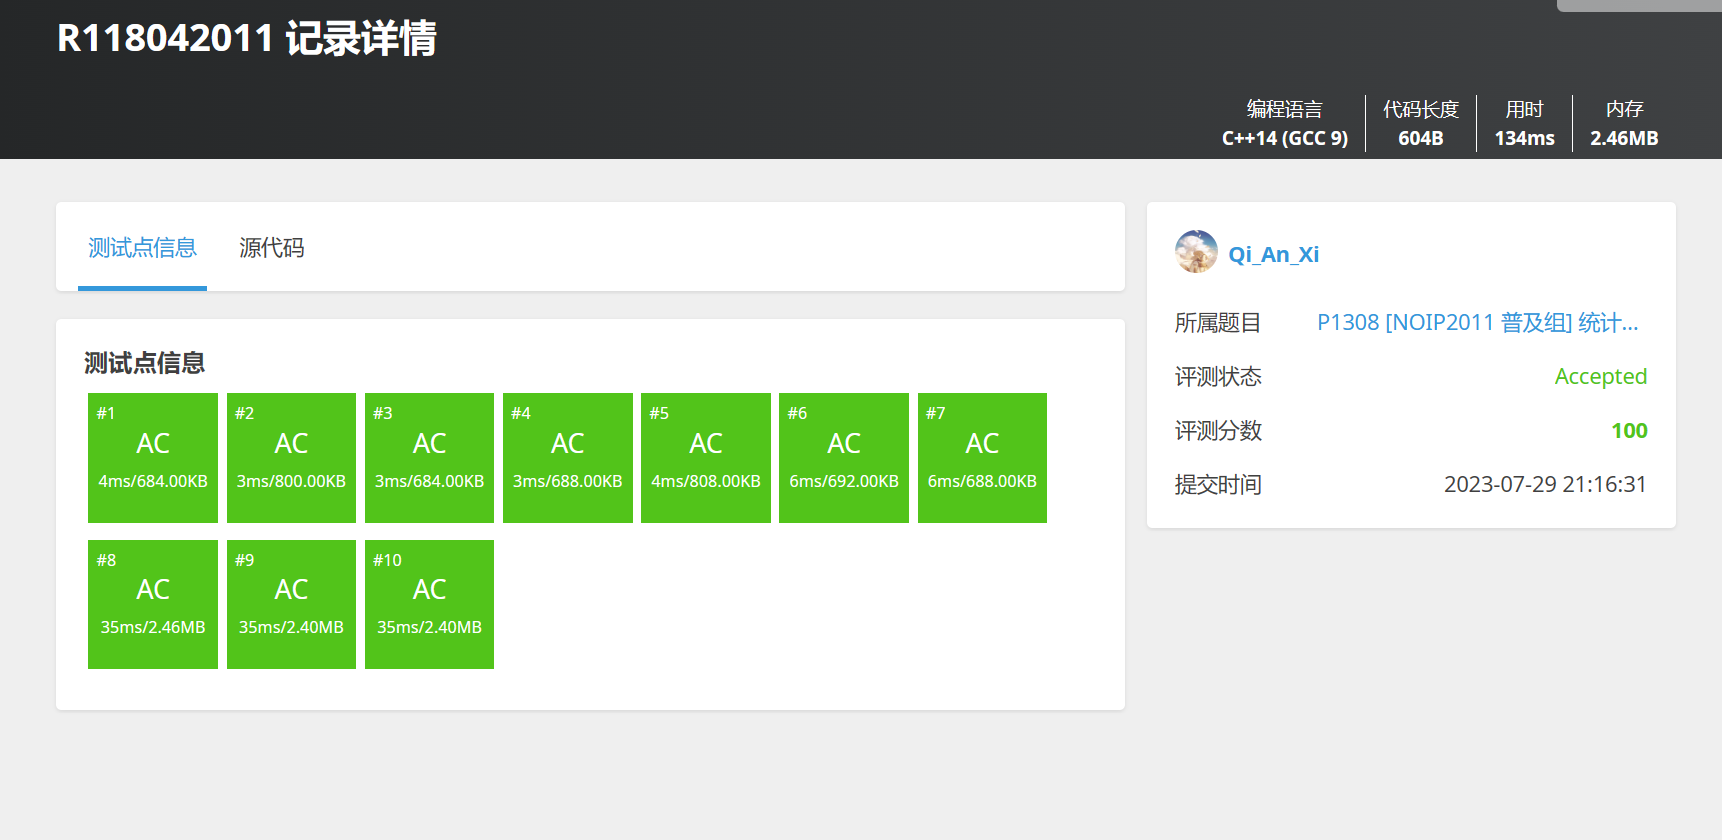 R118042011 记录详情
编程语言
C++14 (GCC 9)
代码长度
604B
用时
134ms
内存
2.46MB
测试点信息
源代码
测试点信息
#1
AC
4ms/684.00KB
#2
AC
3ms/800.00KB
#3
AC
3ms/684.00KB
#4
AC
3ms/688.00KB
#5
AC
4ms/808.00KB
#6
AC
6ms/692.00KB
#7
AC
6ms/688.00KB
#8
AC
35ms/2.46MB
#9
AC
35ms/2.40MB
#10
AC
35ms/2.40MB
Qi_An_Xi
所属题目 P1308 [NOIP2011 普及组] 统计...
评测状态 Accepted
评测分数 100
提交时间 2023-07-29 21:16:31